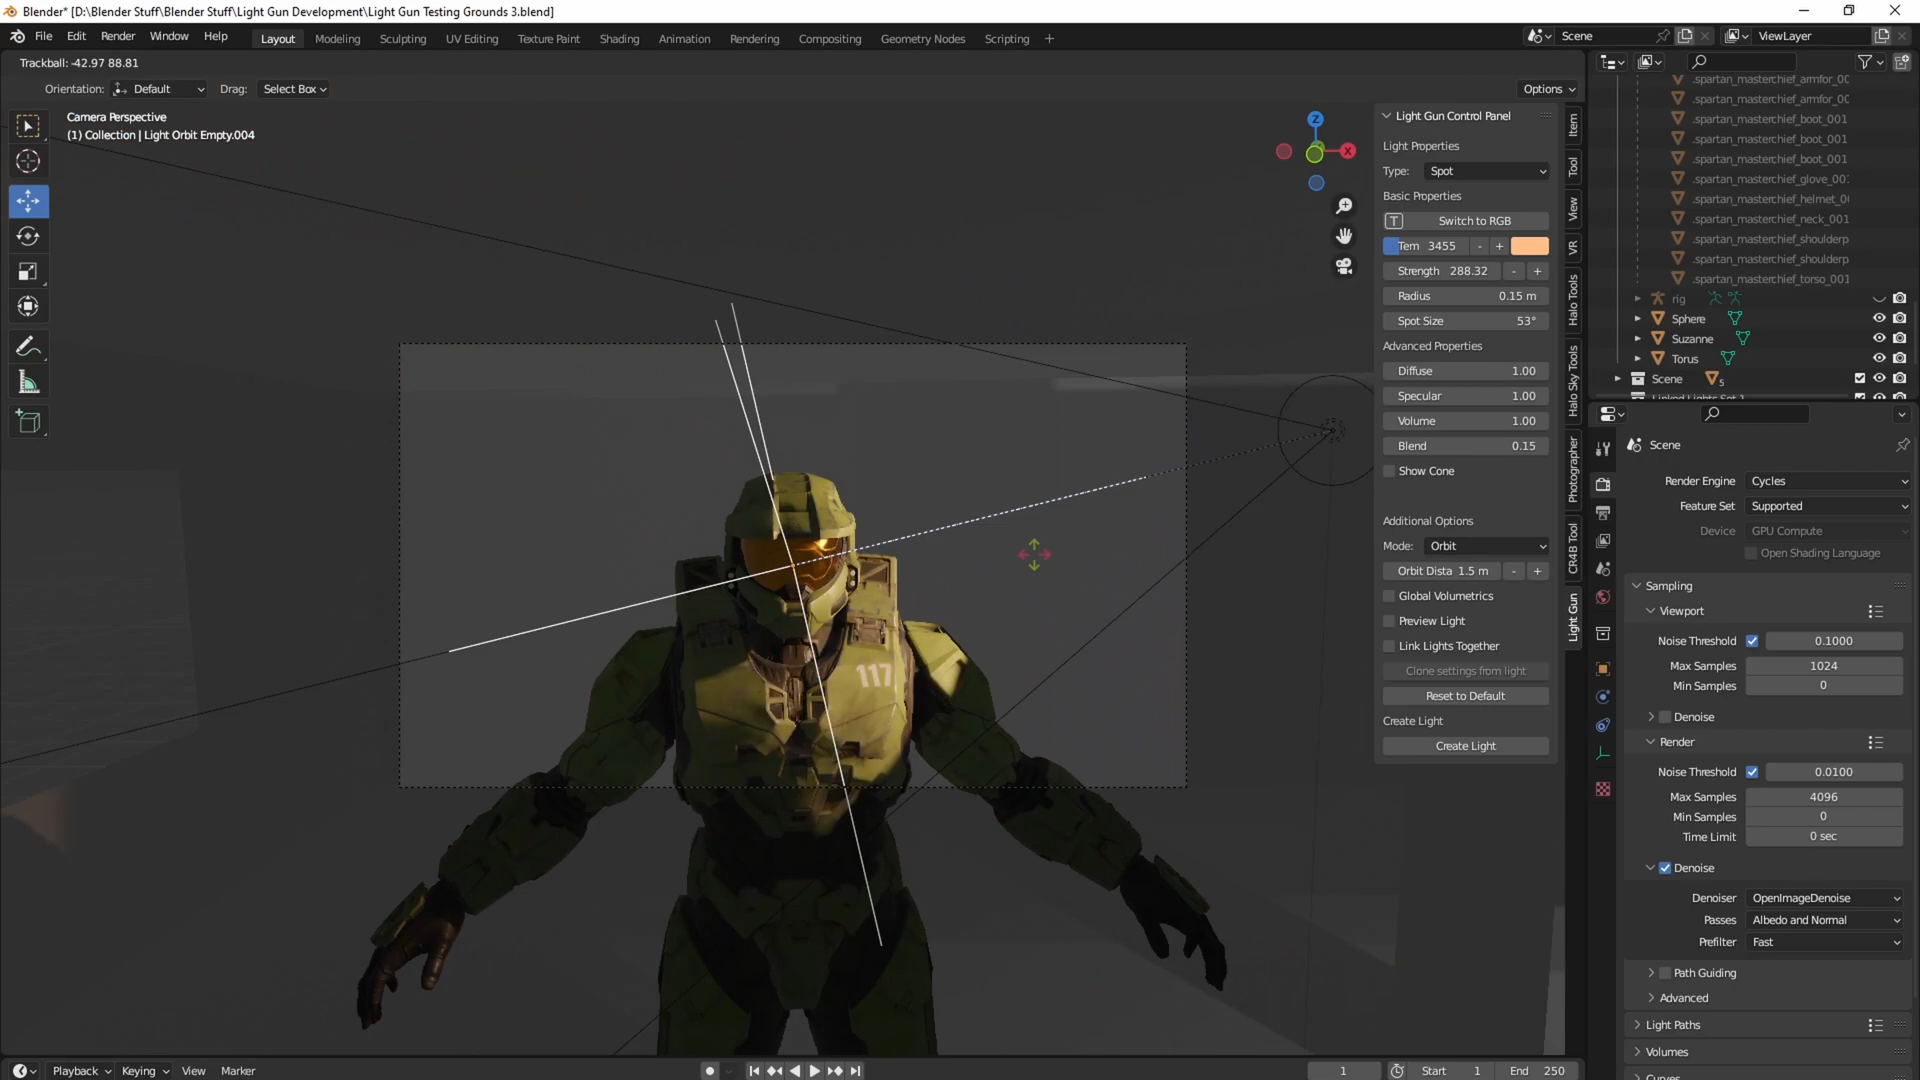 Blender* [D:\Blender Stuff\Blender Stuff\Light Gun Development\Light Gun Testing Grounds 3.blend]
File Edit Render Window Help Layout Modeling Sculpting UV Editing Texture Paint Shading Animation Rendering Compositing Geometry Nodes Scripting + Scene ViewLayer
Trackball: -42.97 88.81
Orientation: Default Drag: Select Box Options
Camera Perspective
(1) Collection | Light Orbit Empty.004
Z
X
117
Light Gun Control Panel
Light Properties
Type: Spot
Basic Properties
T Switch to RGB
Tem 3455 - +
Strength 288.32 - +
Radius 0.15 m
Spot Size 53°
Advanced Properties
Diffuse 1.00
Specular 1.00
Volume 1.00
Blend 0.15
Show Cone
Additional Options
Mode: Orbit
Orbit Dista 1.5 m - +
Global Volumetrics
Preview Light
Link Lights Together
Clone settings from light
Reset to Default
Create Light
Create Light
Item
Tool
View
VR
Halo Tools
Halo Sky Tools
Photographer
CR4B Tool
Light Gun
.spartan_masterchief_armfor_00
.spartan_masterchief_armfor_00
.spartan_masterchief_boot_001
.spartan_masterchief_boot_001
.spartan_masterchief_boot_001
.spartan_masterchief_glove_00
.spartan_masterchief_helmet_0
.spartan_masterchief_neck_001
.spartan_masterchief_shoulderp
.spartan_masterchief_shoulderp
.spartan_masterchief_torso_001
rig
Sphere
Suzanne
Torus
Scene 5
Scene
Render Engine Cycles
Feature Set Supported
Device GPU Compute
Open Shading Language
Sampling
Viewport
Noise Threshold 0.1000
Max Samples 1024
Min Samples 0
Denoise
Render
Noise Threshold 0.0100
Max Samples 4096
Min Samples 0
Time Limit 0 sec
Denoise
Denoiser OpenImageDenoise
Passes Albedo and Normal
Prefilter Fast
Path Guiding
Advanced
Light Paths
Volumes
Playback Keying View Marker 1 Start 1 End 250